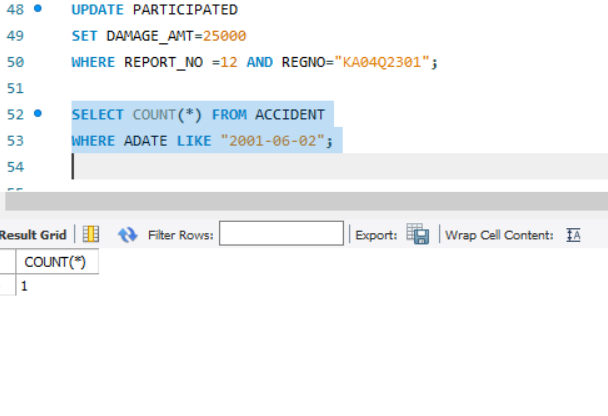 48 UPDATE PARTICIPATED
49 SET DAMAGE_AMT=25000
50 WHERE REPORT_NO =12 AND REGNO="KA04Q2301";
51
52 SELECT COUNT(*) FROM ACCIDENT
53 WHERE ADATE LIKE "2001-06-02";
54
Result Grid Filter Rows: Export: Wrap Cell Content: IA
COUNT(*)
1